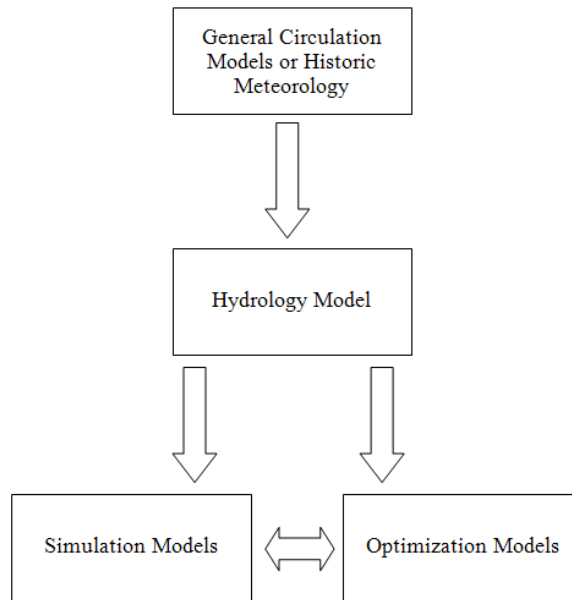 General Circulation
Models or Historic
Meteorology
Hydrology Model
Simulation Models
Optimization Models